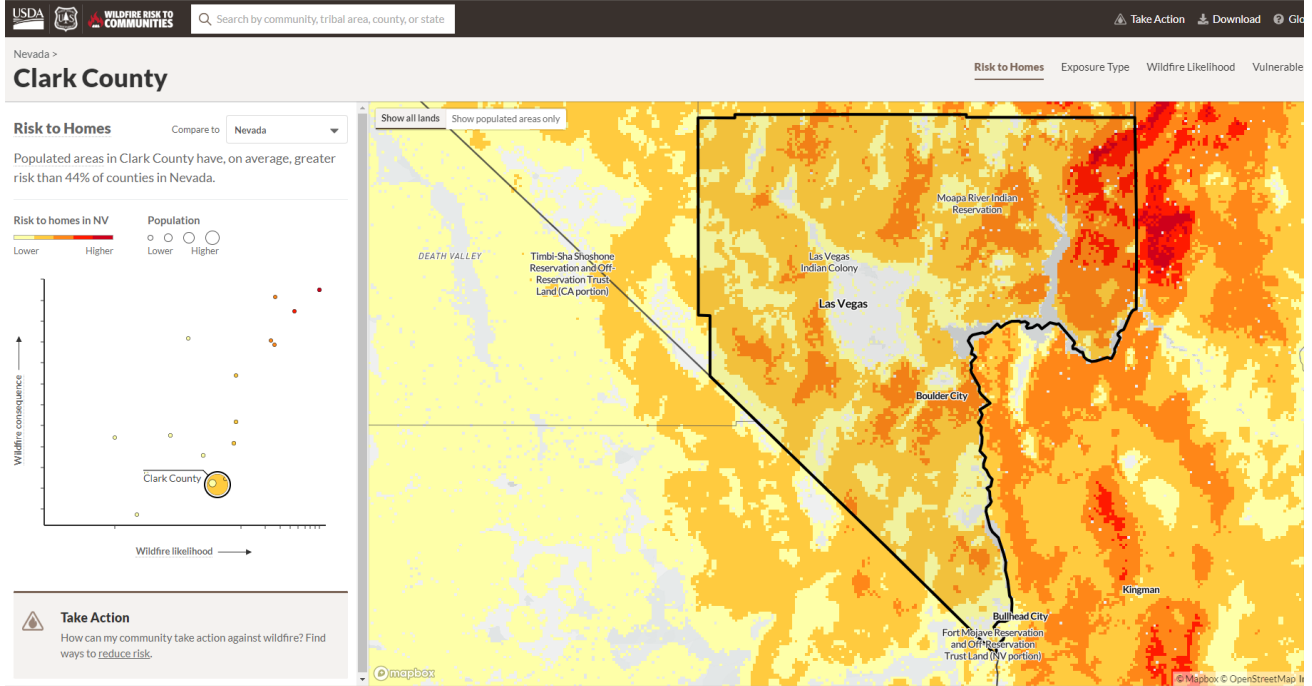 USDA
UAS
WILDFIRE RISK TO
COMMUNITIES
Search by community, tribal area, county, or state
Take Action
Download
Glo
Nevada >
Clark County
Risk to Homes
Exposure Type
Wildfire Likelihood
Vulnerable
Risk to Homes
Compare to
Nevada
Populated areas in Clark County have, on average, greater
risk than 44% of counties in Nevada.
Risk to homes in NV
Population
Lower
Higher
Lower
Higher
Wildfire consequence
Clark County
Wildfire likelihood
Take Action
How can my community take action against wildfire? Find
ways to reduce risk.
Show all lands
Show populated areas only
DEATH VALLEY
Timbi-Sha Shoshone
Reservation and Off-
Reservation Trust
Land (CA portion)
Moapa River Indian
Reservation
Las Vegas
Indian Colony
Las Vegas
Boulder City
Kingman
Bullhead City
Fort Mojave Reservation
and Off-Reservation
Trust Land (NV portion)
mapbox
© Mapbox © OpenStreetMap